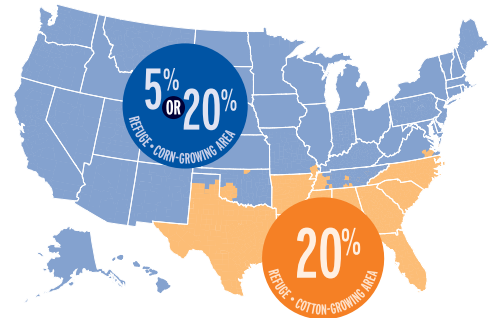 5%
OR
20%
REFUGE • CORN-GROWING AREA
20%
REFUGE • COTTON-GROWING AREA